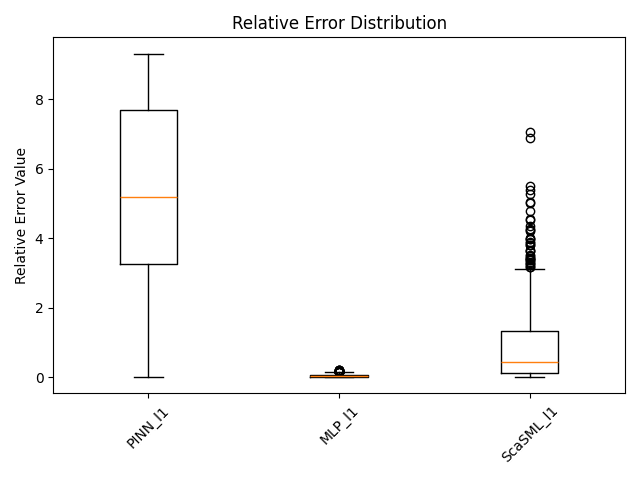 Relative Error Distribution
Relative Error Value
8
6
4
2
0
PINN_l1
MLP_l1
ScaSML_l1